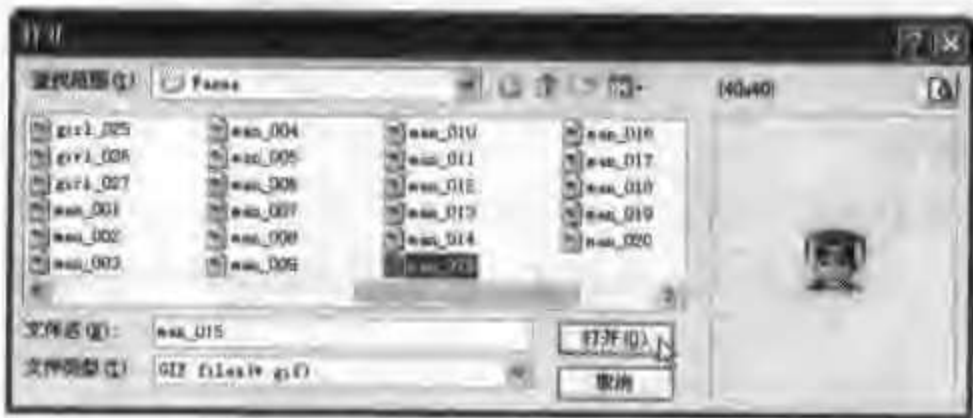 打开
查找范围(I): Faces
(40x40)
girl_025 man_004 man_010 man_016
girl_026 man_005 man_011 man_017
girl_027 man_006 man_012 man_018
man_001 man_007 man_013 man_019
man_002 man_008 man_014 man_020
man_003 man_009 man_015
文件名(N): man_015 打开(O)
文件类型(T): GIF files(*.gif) 取消